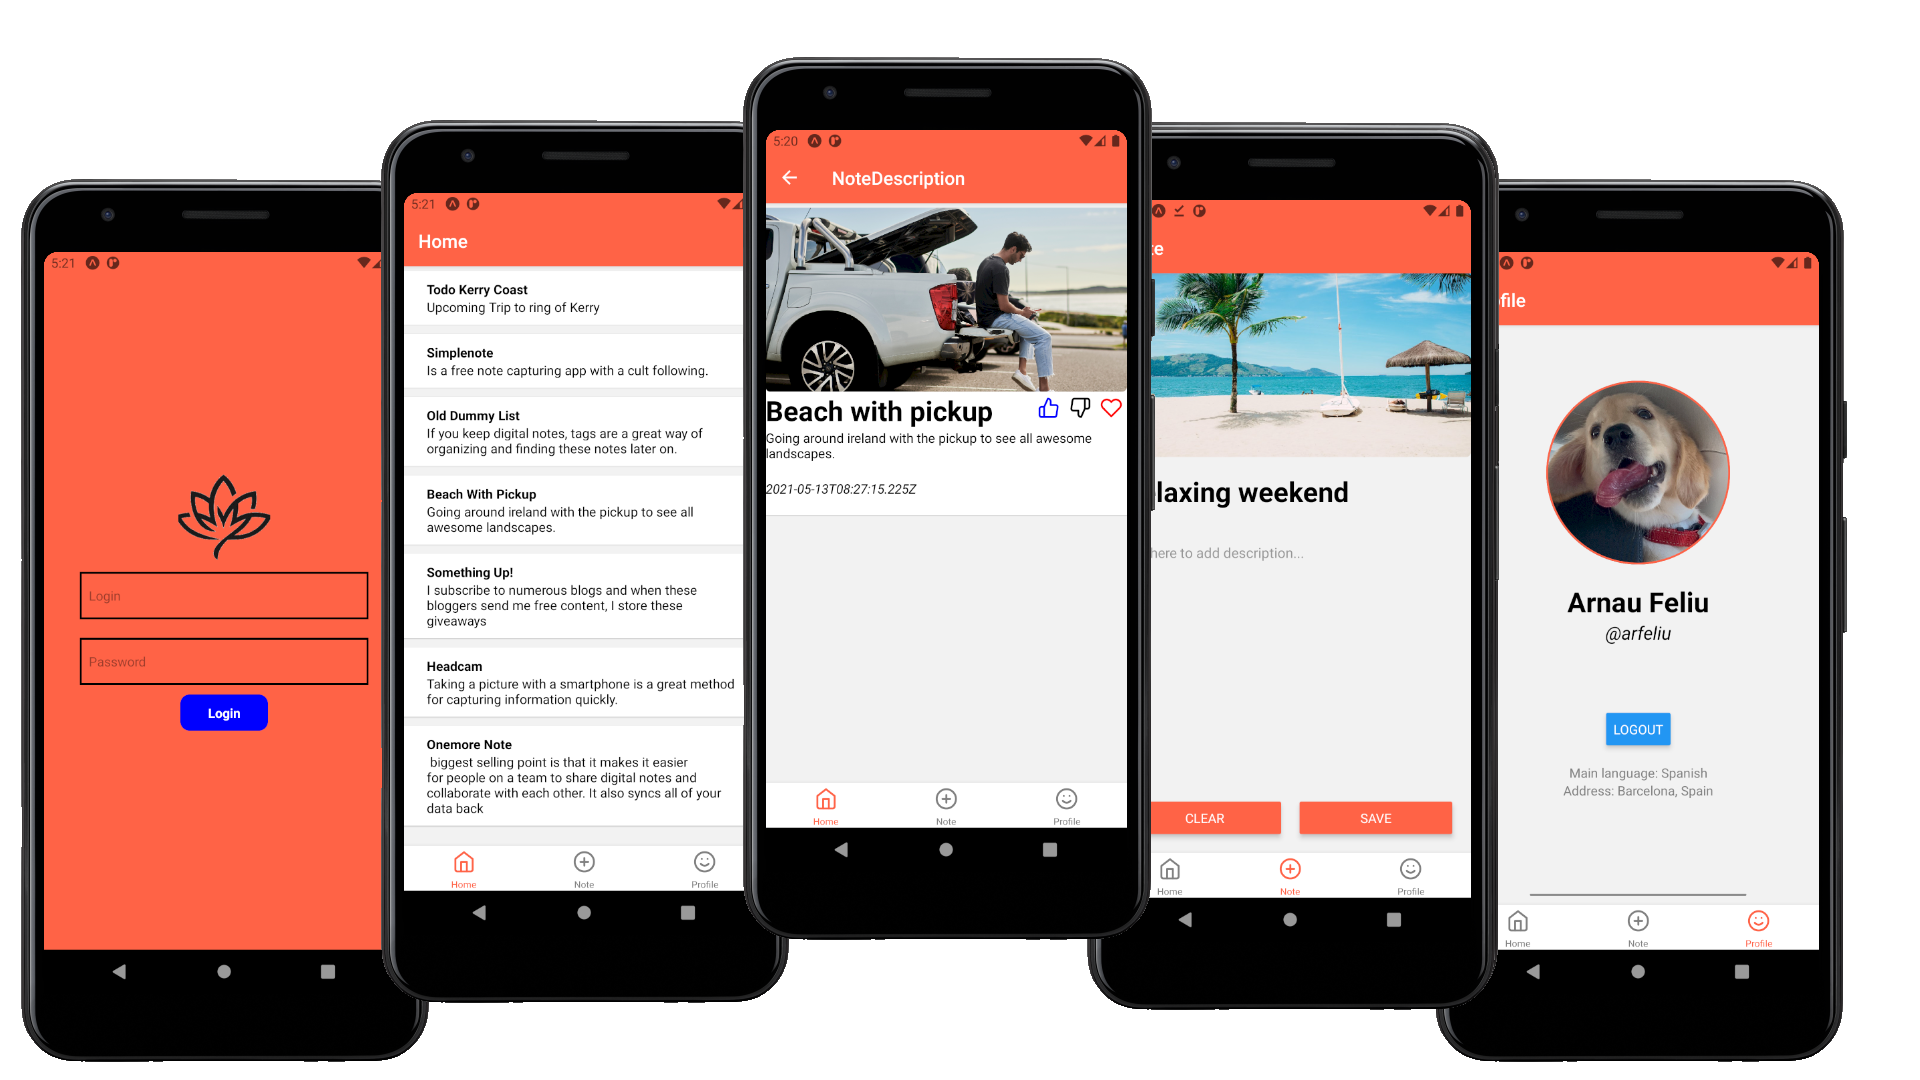 5:21
Login
Password
Login
5:21
Home
Todo Kerry Coast
Upcoming Trip to ring of Kerry
Simplenote
Is a free note capturing app with a cult following.
Old Dummy List
If you keep digital notes, tags are a great way of
organizing and finding these notes later on.
Beach With Pickup
Going around ireland with the pickup to see all
awesome landscapes.
Something Up!
I subscribe to numerous blogs and when these
bloggers send me free content, I store these
giveaways
Headcam
Taking a picture with a smartphone is a great method
for capturing information quickly.
Onemore Note
biggest selling point is that it makes it easier
for people on a team to share digital notes and
collaborate with each other. It also syncs all of your
data back
Home Note Profile
5:20
NoteDescription
Beach with pickup
Going around ireland with the pickup to see all awesome
landscapes.
2021-05-13T08:27:15.225Z
Home Note Profile
te
laxing weekend
here to add description...
CLEAR SAVE
Home Note Profile
file
Arnau Feliu
@arfeliu
LOGOUT
Main language: Spanish
Address: Barcelona, Spain
Home Note Profile